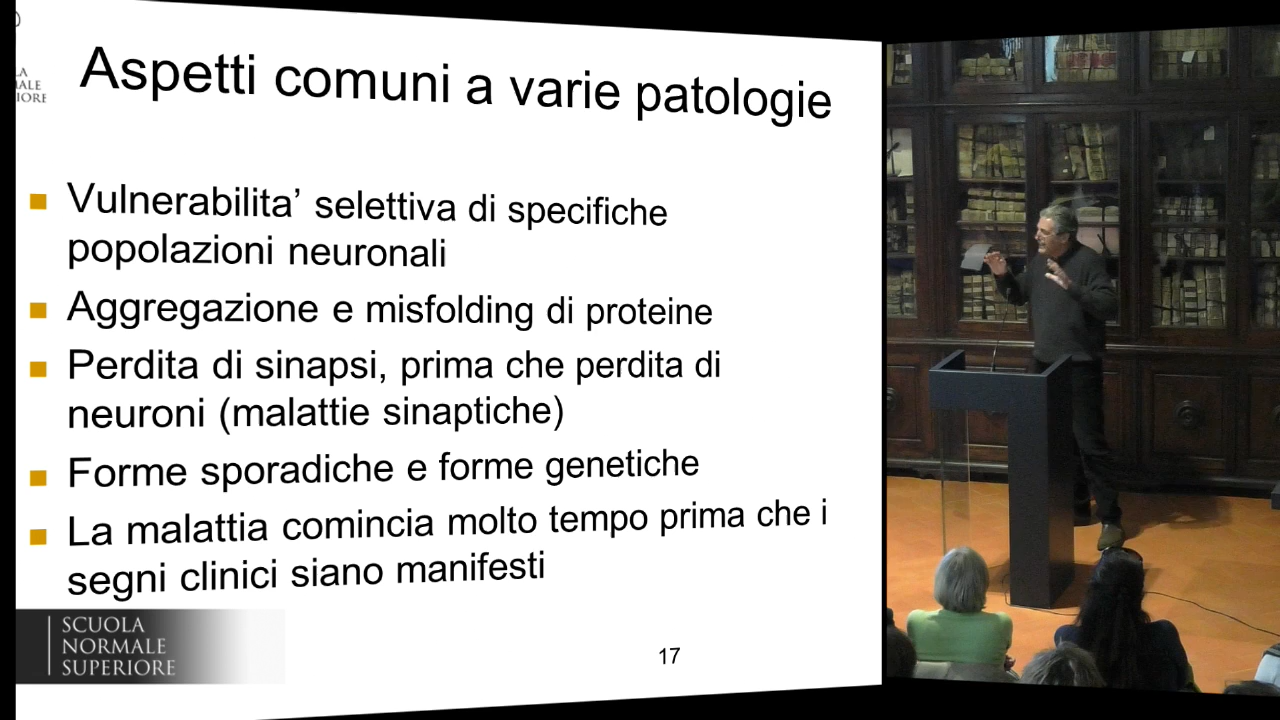 Aspetti comuni a varie patologie
Vulnerabilita’ selettiva di specifiche
popolazioni neuronali
Aggregazione e misfolding di proteine
Perdita di sinapsi, prima che perdita di
neuroni (malattie sinaptiche)
Forme sporadiche e forme genetiche
La malattia comincia molto tempo prima che i
segni clinici siano manifesti
SCUOLA
NORMALE
SUPERIORE
17